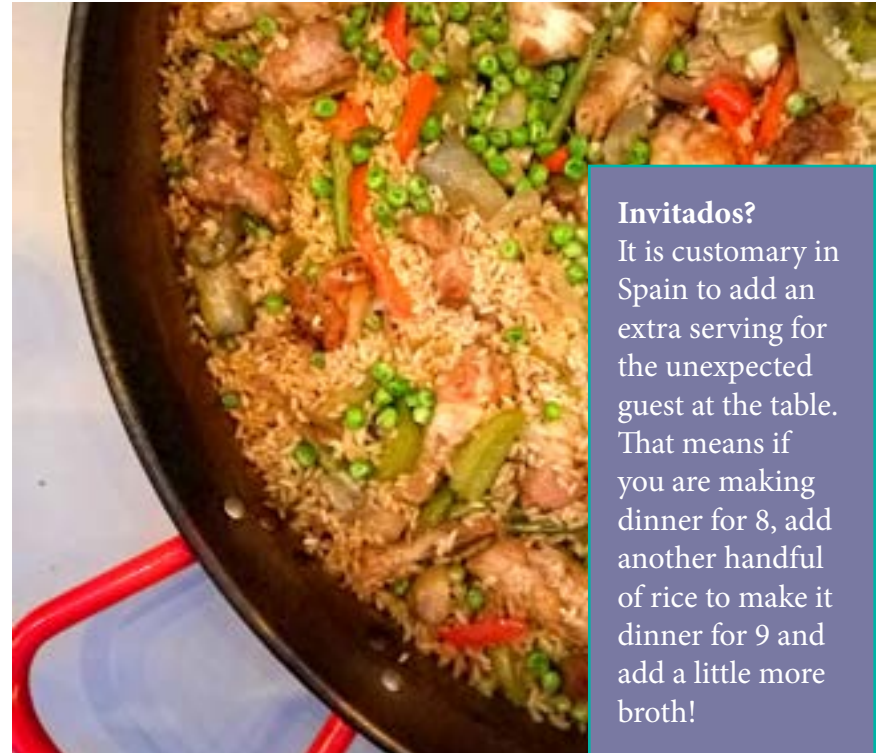 Invitados?
It is customary in
Spain to add an
extra serving for
the unexpected
guest at the table.
That means if
you are making
dinner for 8, add
another handful
of rice to make it
dinner for 9 and
add a little more
broth!